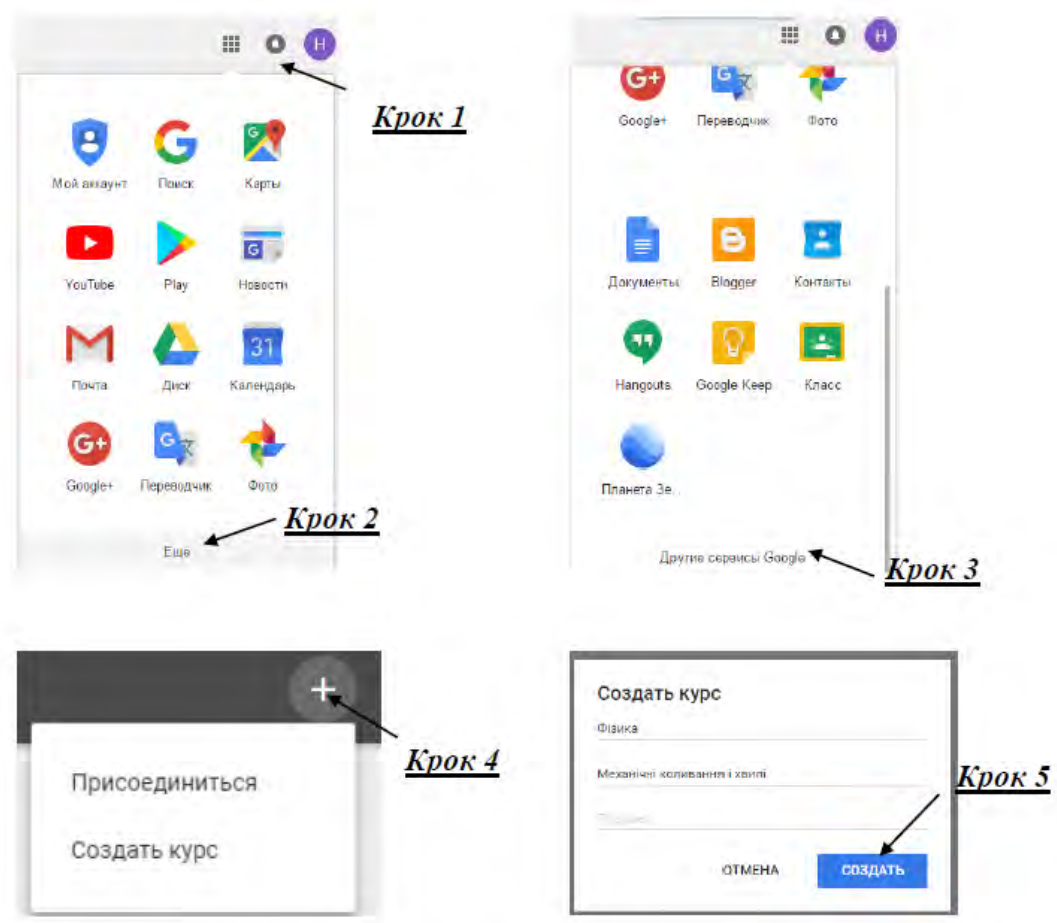 H
Крок 1
Мой аккаунт Поиск Карты
YouTube Play Новости
31
Почта Диск Календарь
G+
Google+ Переводчик Фото
Крок 2
Еще
H
G+
Google+ Переводчик Фото
Документы Blogger Контакты
Hangouts Google Keep Класс
Планета Зе...
Другие сервисы Google
Крок 3
Крок 4
Присоединиться
Создать курс
Создать курс
Фізика
Механічні коливання і хвилі
Крок 5
ОТМЕНА СОЗДАТЬ